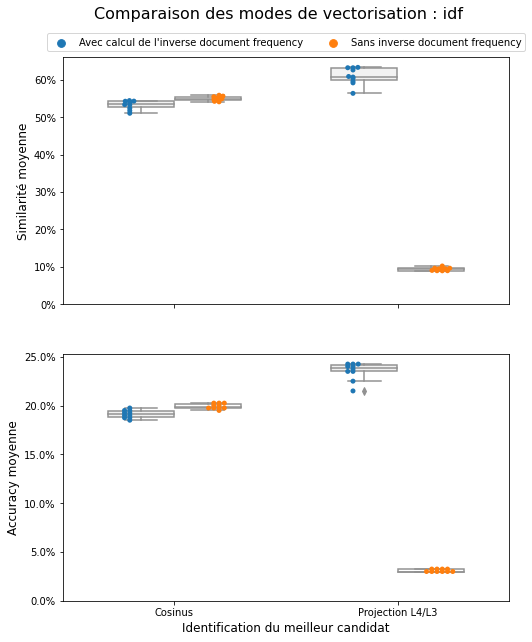 Comparaison des modes de vectorisation : idf
Avec calcul de l'inverse document frequency
Sans inverse document frequency
60%
50%
40%
30%
20%
10%
0%
Similarité moyenne
25.0%
20.0%
15.0%
10.0%
5.0%
0.0%
Accuracy moyenne
Cosinus
Projection L4/L3
Identification du meilleur candidat